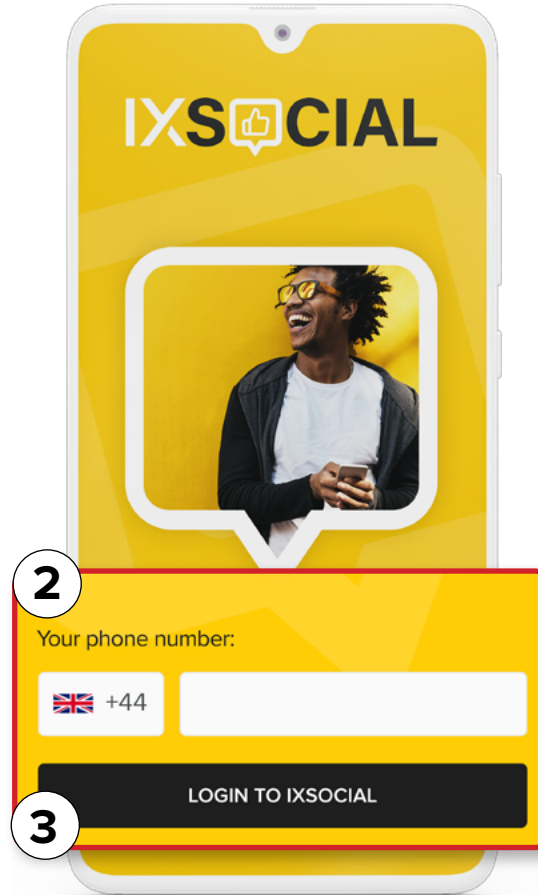 IXSOCIAL
2
Your phone number:
+44
LOGIN TO IXSOCIAL
3